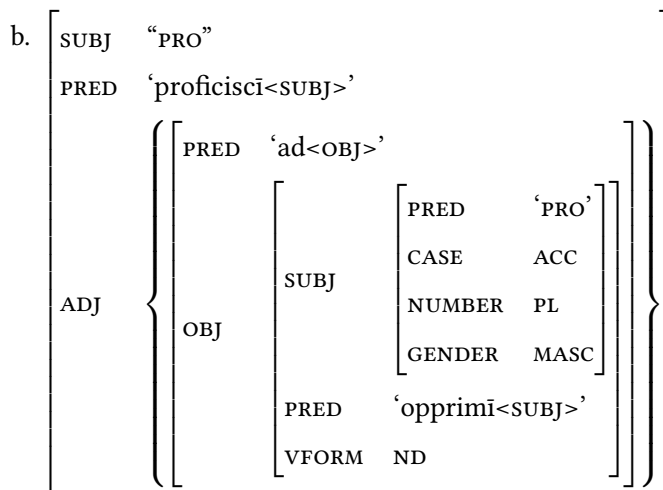 b. SUBJ “PRO”
PRED ‘proficiscī<SUBJ>’
PRED ‘ad<OBJ>’
PRED ‘PRO’
CASE ACC
SUBJ
NUMBER PL
ADJ
OBJ
GENDER MASC
PRED ‘opprimī<SUBJ>’
VFORM ND